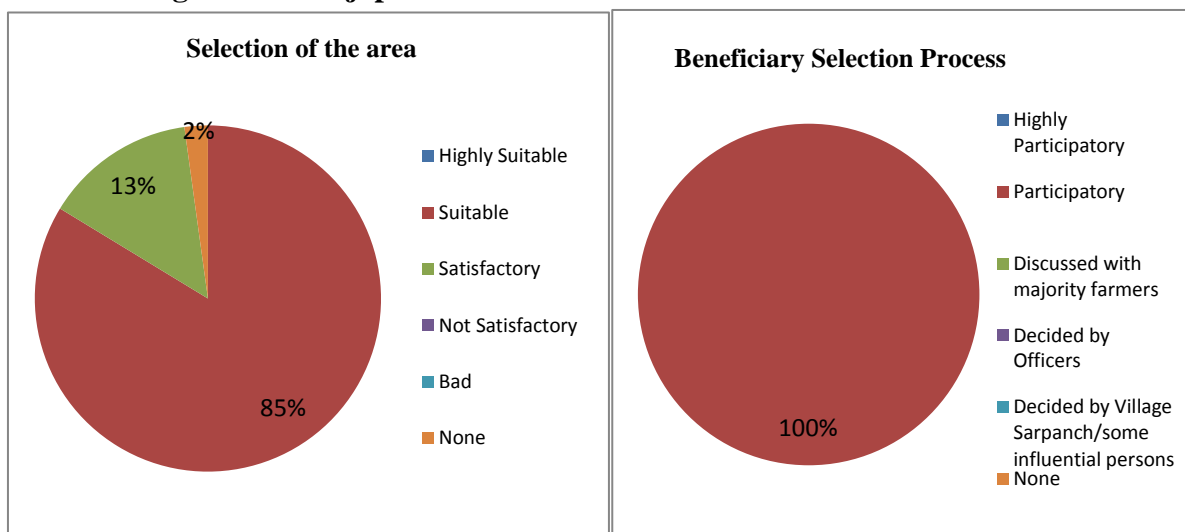 Selection of the area
2%
13%
85%
Highly Suitable
Suitable
Satisfactory
Not Satisfactory
Bad
None
Beneficiary Selection Process
100%
Highly
Participatory
Participatory
Discussed with
majority farmers
Decided by
Officers
Decided by Village
Sarpanch/some
influential persons
None